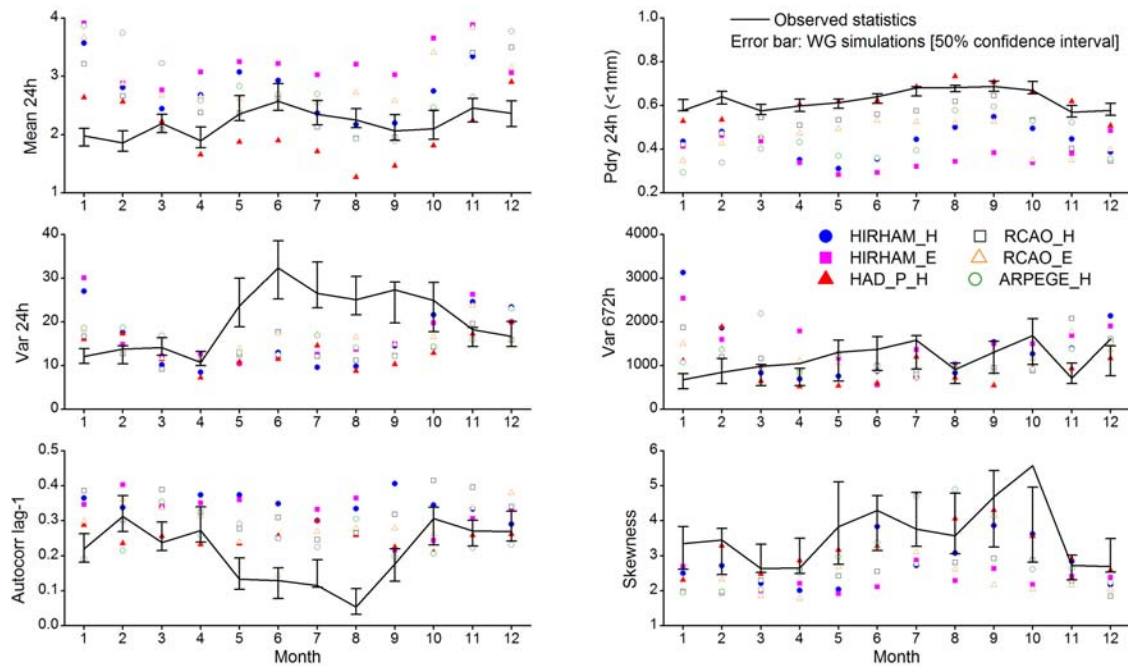 Mean 24h
4
3
2
1
1 2 3 4 5 6 7 8 9 10 11 12
Observed statistics
Error bar: WG simulations [50% confidence interval]
Pdry 24h (<1mm)
1.0
0.8
0.6
0.4
0.2
1 2 3 4 5 6 7 8 9 10 11 12
Var 24h
40
30
20
10
0
1 2 3 4 5 6 7 8 9 10 11 12
Var 672h
4000
3000
2000
1000
0
HIRHAM_H RCAO_H
HIRHAM_E RCAO_E
HAD_P_H ARPEGE_H
1 2 3 4 5 6 7 8 9 10 11 12
Autocorr lag-1
0.5
0.4
0.3
0.2
0.1
0.0
1 2 3 4 5 6 7 8 9 10 11 12
Month
Skewness
6
5
4
3
2
1
1 2 3 4 5 6 7 8 9 10 11 12
Month